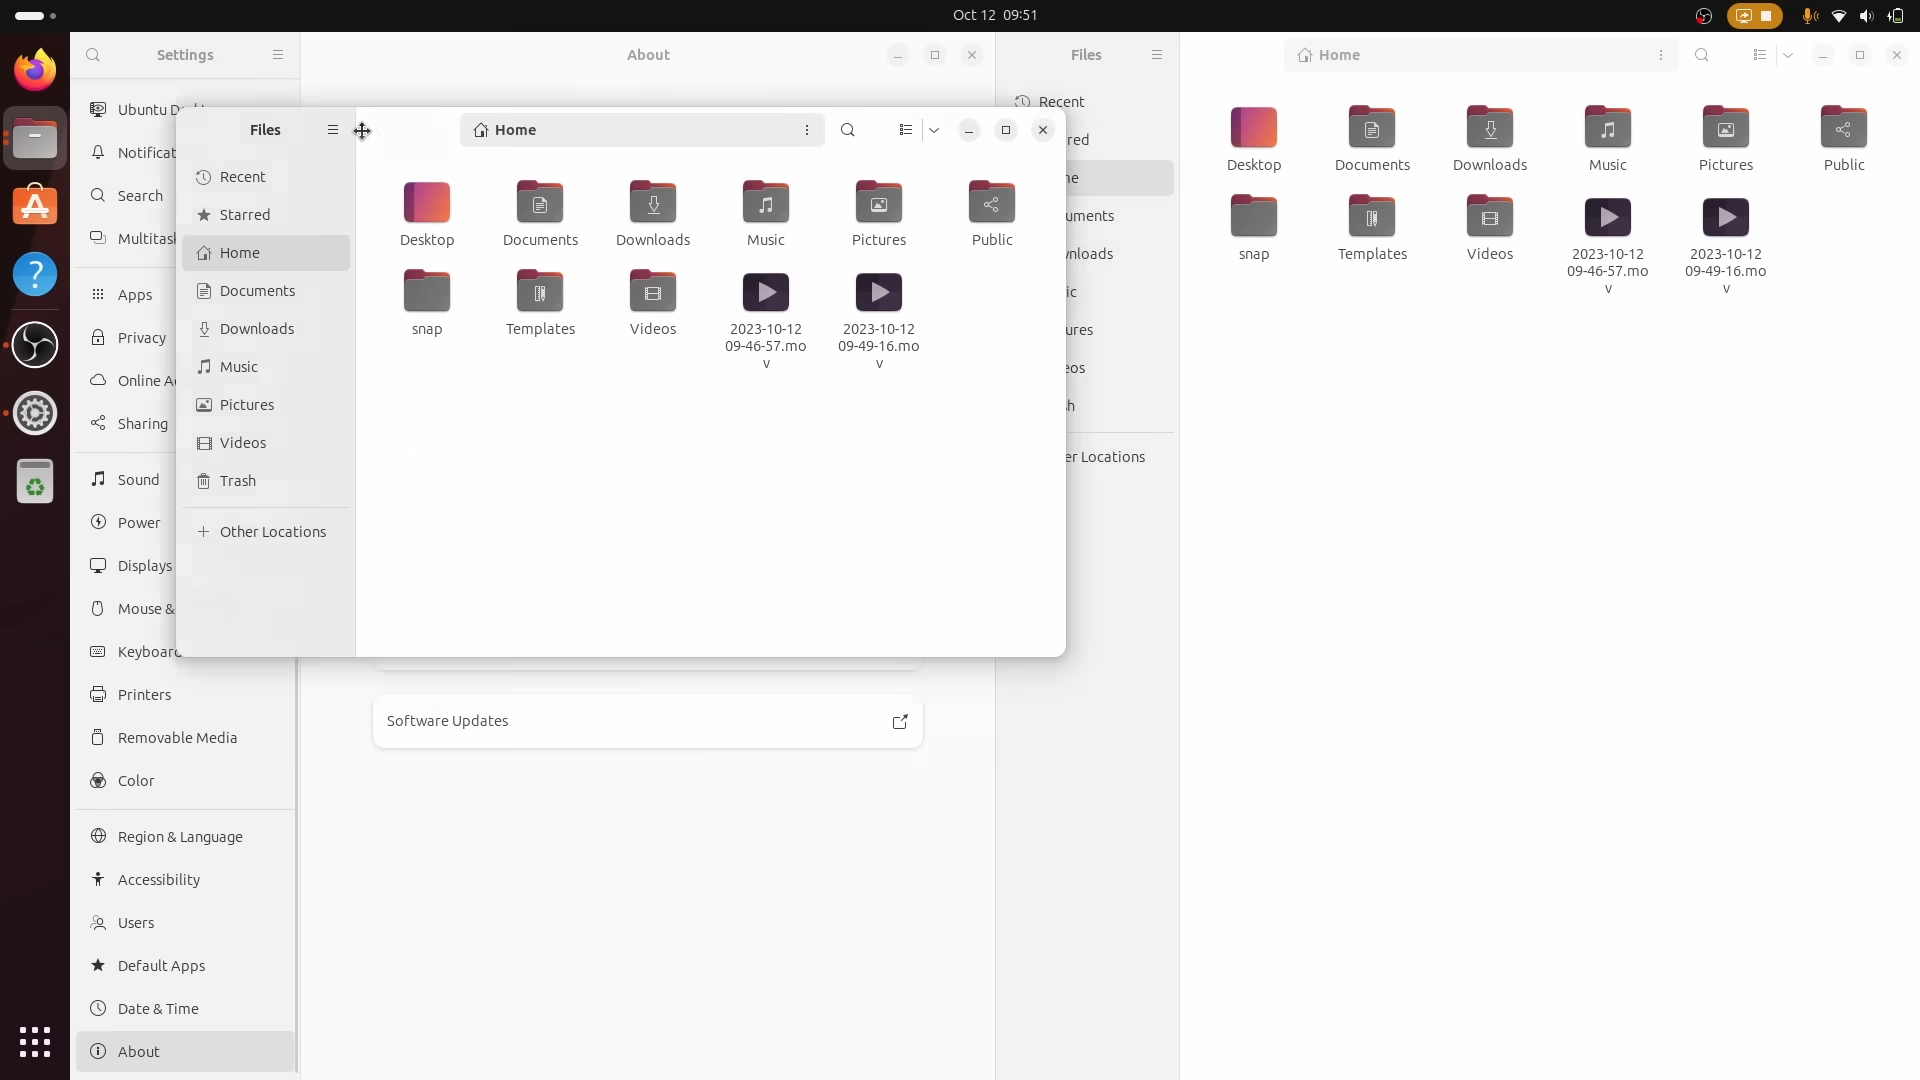 Oct 12 09:51
Settings
About
Files
Home
Ubuntu
Notificat
Search
Multitask
Apps
Privacy
Online A
Sharing
Sound
Power
Displays
Mouse &
Keyboard
Printers
Removable Media
Color
Region & Language
Accessibility
Users
Default Apps
Date & Time
About
Files
Home
Recent
Starred
Home
Documents
Downloads
Music
Pictures
Videos
Trash
Other Locations
Desktop
Documents
Downloads
Music
Pictures
Public
snap
Templates
Videos
2023-10-12
09-46-57.mo
v
2023-10-12
09-49-16.mo
v
Software Updates
Recent
red
me
uments
wnloads
ic
ures
eos
h
er Locations
Desktop
Documents
Downloads
Music
Pictures
Public
snap
Templates
Videos
2023-10-12
09-46-57.mo
v
2023-10-12
09-49-16.mo
v